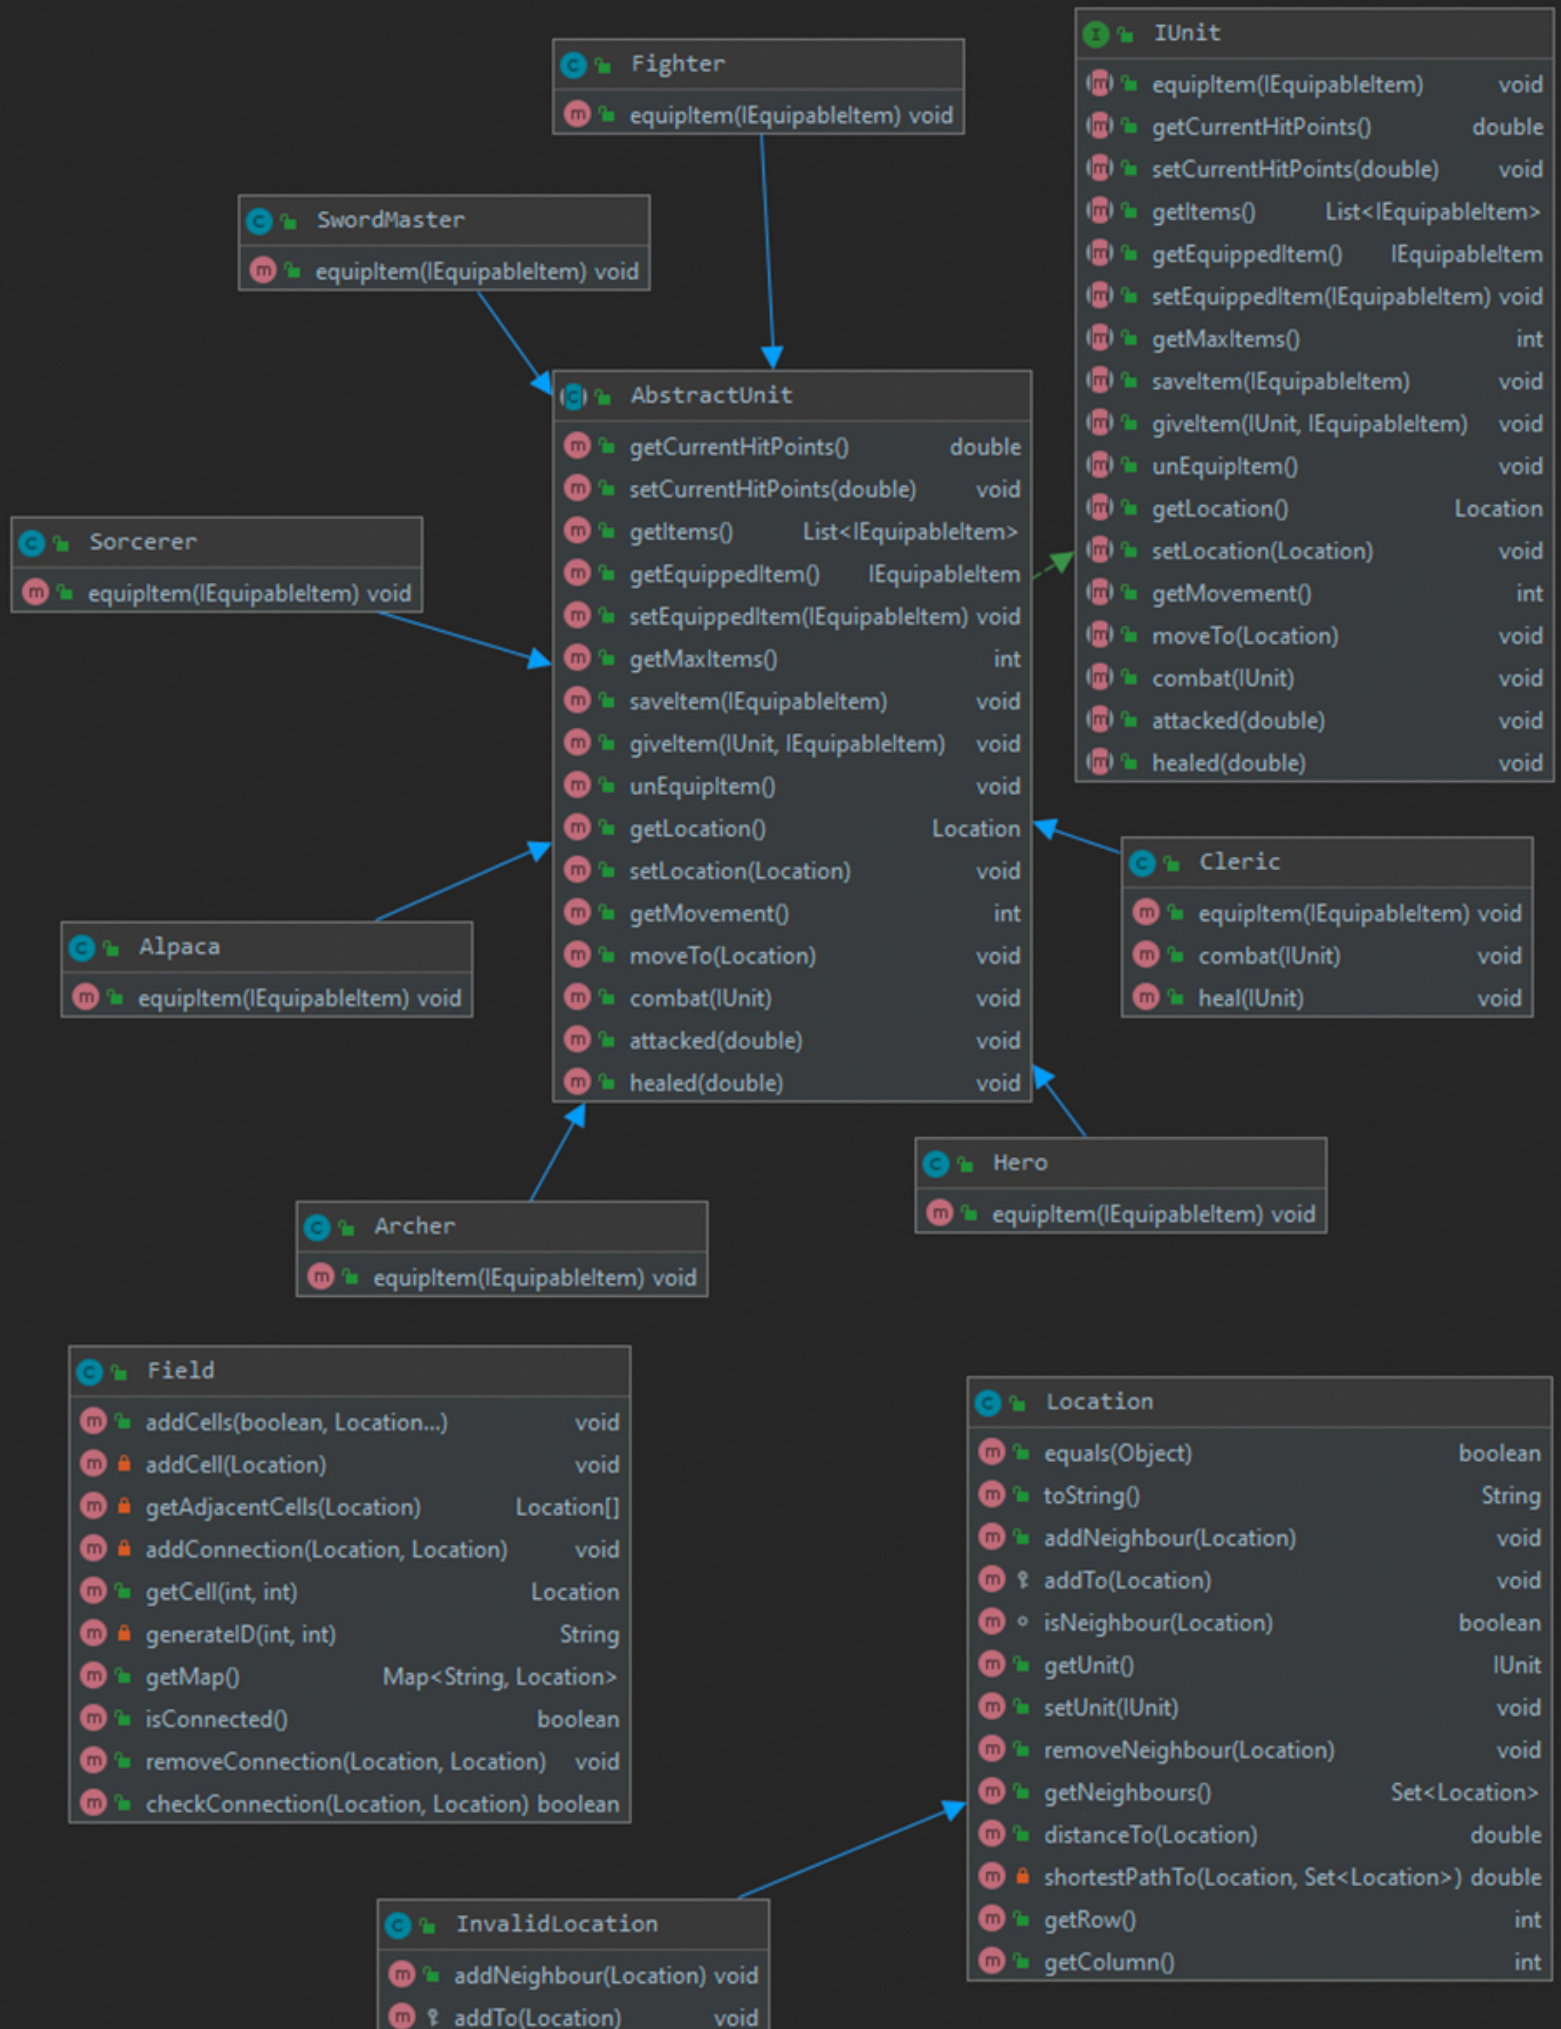 Fighter
equipItem(IEquipableItem) void
SwordMaster
equipItem(IEquipableItem) void
Sorcerer
equipItem(IEquipableItem) void
Alpaca
equipItem(IEquipableItem) void
Archer
equipItem(IEquipableItem) void
AbstractUnit
getCurrentHitPoints() double
setCurrentHitPoints(double) void
getItems() List<IEquipableItem>
getEquippedItem() IEquipableItem
setEquippedItem(IEquipableItem) void
getMaxItems() int
saveItem(IEquipableItem) void
giveItem(IUnit, IEquipableItem) void
unEquipItem() void
getLocation() Location
setLocation(Location) void
getMovement() int
moveTo(Location) void
combat(IUnit) void
attacked(double) void
healed(double) void
IUnit
equipItem(IEquipableItem) void
getCurrentHitPoints() double
setCurrentHitPoints(double) void
getItems() List<IEquipableItem>
getEquippedItem() IEquipableItem
setEquippedItem(IEquipableItem) void
getMaxItems() int
saveItem(IEquipableItem) void
giveItem(IUnit, IEquipableItem) void
unEquipItem() void
getLocation() Location
setLocation(Location) void
getMovement() int
moveTo(Location) void
combat(IUnit) void
attacked(double) void
healed(double) void
Cleric
equipItem(IEquipableItem) void
combat(IUnit) void
heal(IUnit) void
Hero
equipItem(IEquipableItem) void
Field
addCells(boolean, Location...) void
addCell(Location) void
getAdjacentCells(Location) Location[]
addConnection(Location, Location) void
getCell(int, int) Location
generateID(int, int) String
getMap() Map<String, Location>
isConnected() boolean
removeConnection(Location, Location) void
checkConnection(Location, Location) boolean
Location
equals(Object) boolean
toString() String
addNeighbour(Location) void
addTo(Location) void
isNeighbour(Location) boolean
getUnit() IUnit
setUnit(IUnit) void
removeNeighbour(Location) void
getNeighbours() Set<Location>
distanceTo(Location) double
shortestPathTo(Location, Set<Location>) double
getRow() int
getColumn() int
InvalidLocation
addNeighbour(Location) void
addTo(Location) void